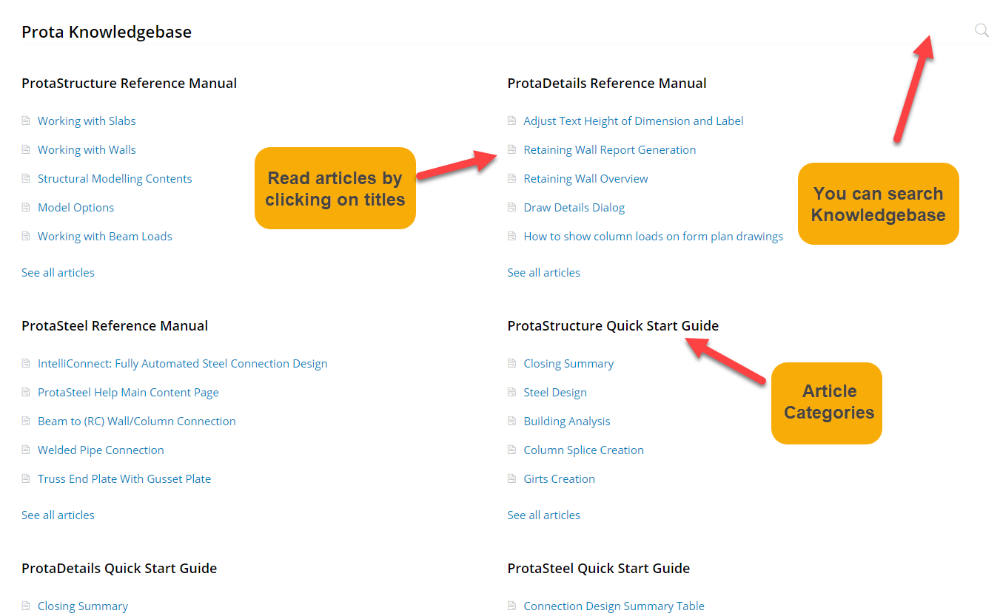 Prota Knowledgebase
ProtaStructure Reference Manual
Working with Slabs
Working with Walls
Structural Modelling Contents
Model Options
Working with Beam Loads
See all articles
ProtaDetails Reference Manual
Adjust Text Height of Dimension and Label
Retaining Wall Report Generation
Retaining Wall Overview
Draw Details Dialog
How to show column loads on form plan drawings
See all articles
Read articles by
clicking on titles
You can search
Knowledgebase
ProtaSteel Reference Manual
IntelliConnect: Fully Automated Steel Connection Design
ProtaSteel Help Main Content Page
Beam to (RC) Wall/Column Connection
Welded Pipe Connection
Truss End Plate With Gusset Plate
See all articles
ProtaStructure Quick Start Guide
Closing Summary
Steel Design
Building Analysis
Column Splice Creation
Girts Creation
See all articles
Article
Categories
ProtaDetails Quick Start Guide
Closing Summary
ProtaSteel Quick Start Guide
Connection Design Summary Table